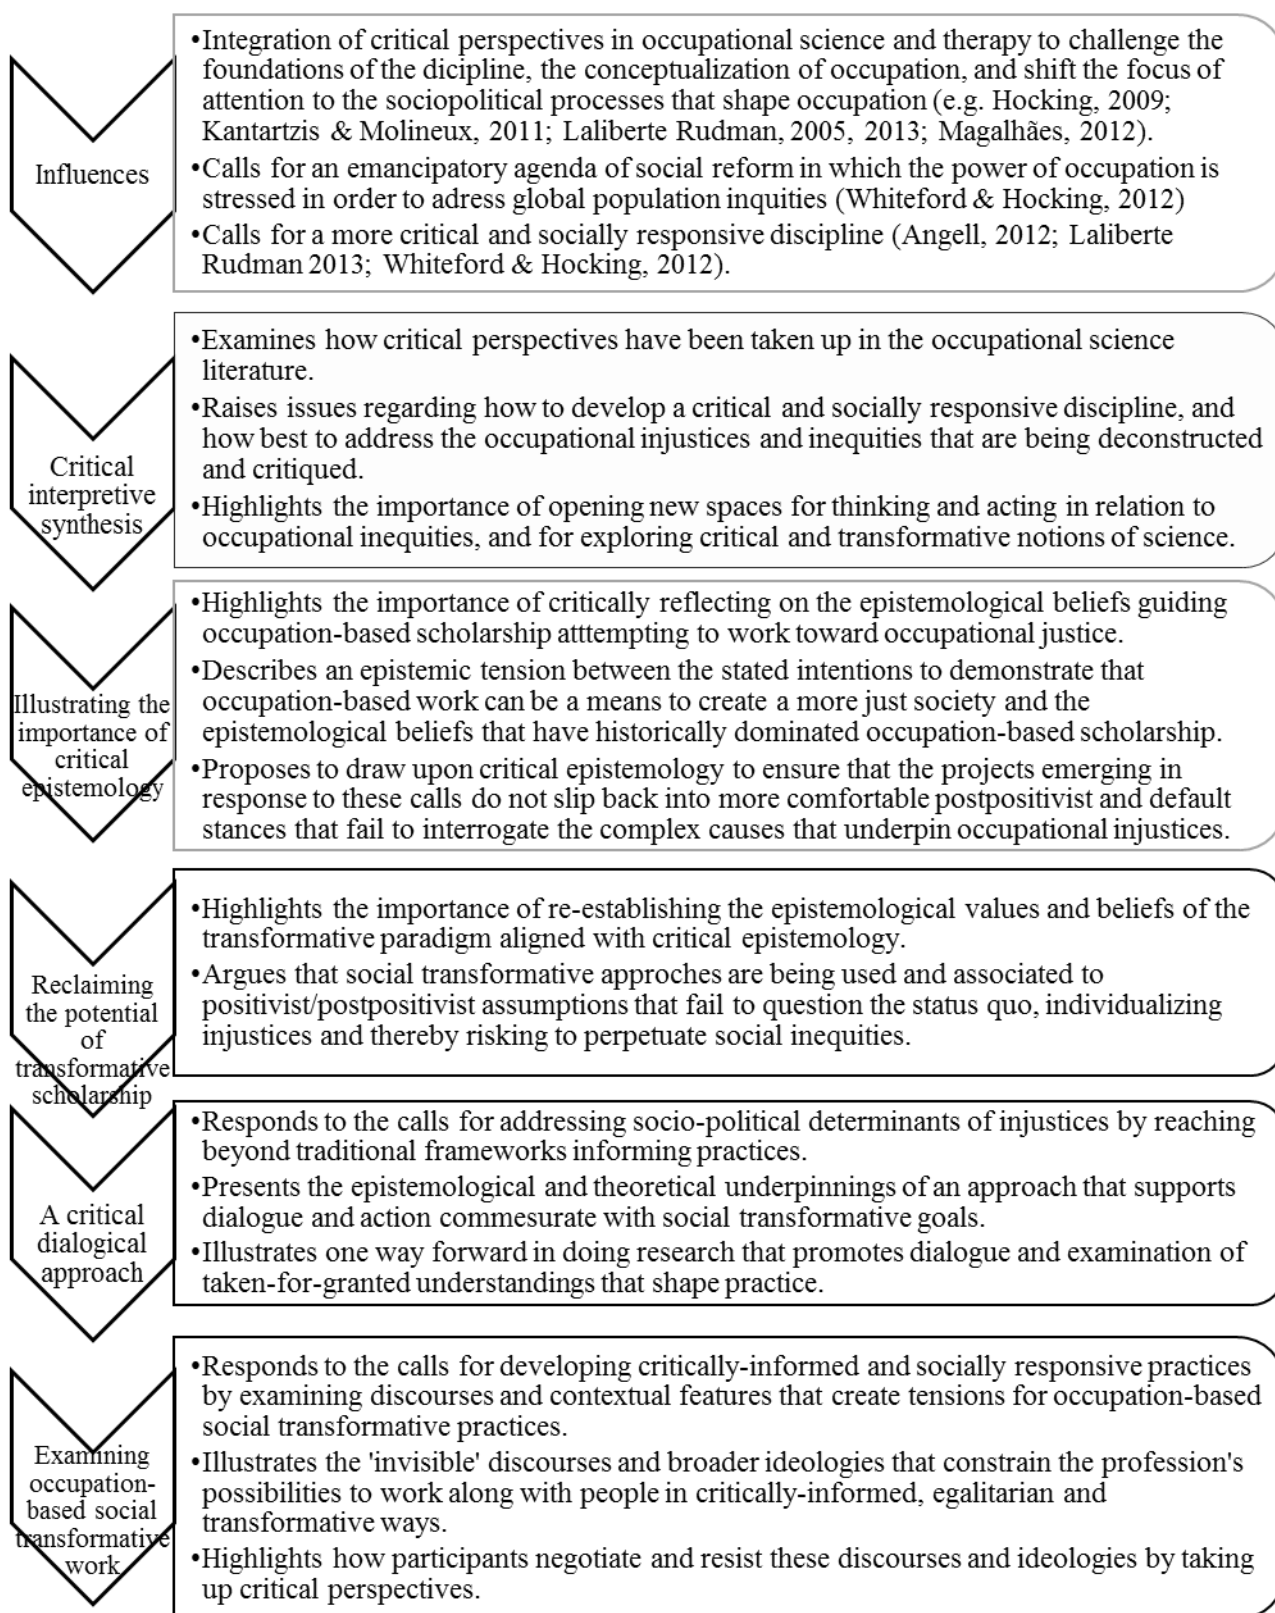 Influences
•Integration of critical perspectives in occupational science and therapy to challenge the
foundations of the dicipline, the conceptualization of occupation, and shift the focus of
attention to the sociopolitical processes that shape occupation (e.g. Hocking, 2009;
Kantartzis & Molineux, 2011; Laliberte Rudman, 2005, 2013; Magalhães, 2012).
•Calls for an emancipatory agenda of social reform in which the power of occupation is
stressed in order to adress global population inquities (Whiteford & Hocking, 2012)
•Calls for a more critical and socially responsive discipline (Angell, 2012; Laliberte
Rudman 2013; Whiteford & Hocking, 2012).
Critical
interpretive
synthesis
•Examines how critical perspectives have been taken up in the occupational science
literature.
•Raises issues regarding how to develop a critical and socially responsive discipline, and
how best to address the occupational injustices and inequities that are being deconstructed
and critiqued.
•Highlights the importance of opening new spaces for thinking and acting in relation to
occupational inequities, and for exploring critical and transformative notions of science.
Illustrating the
importance of
critical
epistemology
•Highlights the importance of critically reflecting on the epistemological beliefs guiding
occupation-based scholarship atttempting to work toward occupational justice.
•Describes an epistemic tension between the stated intentions to demonstrate that
occupation-based work can be a means to create a more just society and the
epistemological beliefs that have historically dominated occupation-based scholarship.
•Proposes to draw upon critical epistemology to ensure that the projects emerging in
response to these calls do not slip back into more comfortable postpositivist and default
stances that fail to interrogate the complex causes that underpin occupational injustices.
Reclaiming
the potential
of
transformative
scholarship
•Highlights the importance of re-establishing the epistemological values and beliefs of the
transformative paradigm aligned with critical epistemology.
•Argues that social transformative approches are being used and associated to
positivist/postpositivist assumptions that fail to question the status quo, individualizing
injustices and thereby risking to perpetuate social inequities.
A critical
dialogical
approach
•Responds to the calls for addressing socio-political determinants of injustices by reaching
beyond traditional frameworks informing practices.
•Presents the epistemological and theoretical underpinnings of an approach that supports
dialogue and action commesurate with social transformative goals.
•Illustrates one way forward in doing research that promotes dialogue and examination of
taken-for-granted understandings that shape practice.
Examining
occupation-
based social
transformative
work
•Responds to the calls for developing critically-informed and socially responsive practices
by examining discourses and contextual features that create tensions for occupation-based
social transformative practices.
•Illustrates the 'invisible' discourses and broader ideologies that constrain the profession's
possibilities to work along with people in critically-informed, egalitarian and
transformative ways.
•Highlights how participants negotiate and resist these discourses and ideologies by taking
up critical perspectives.